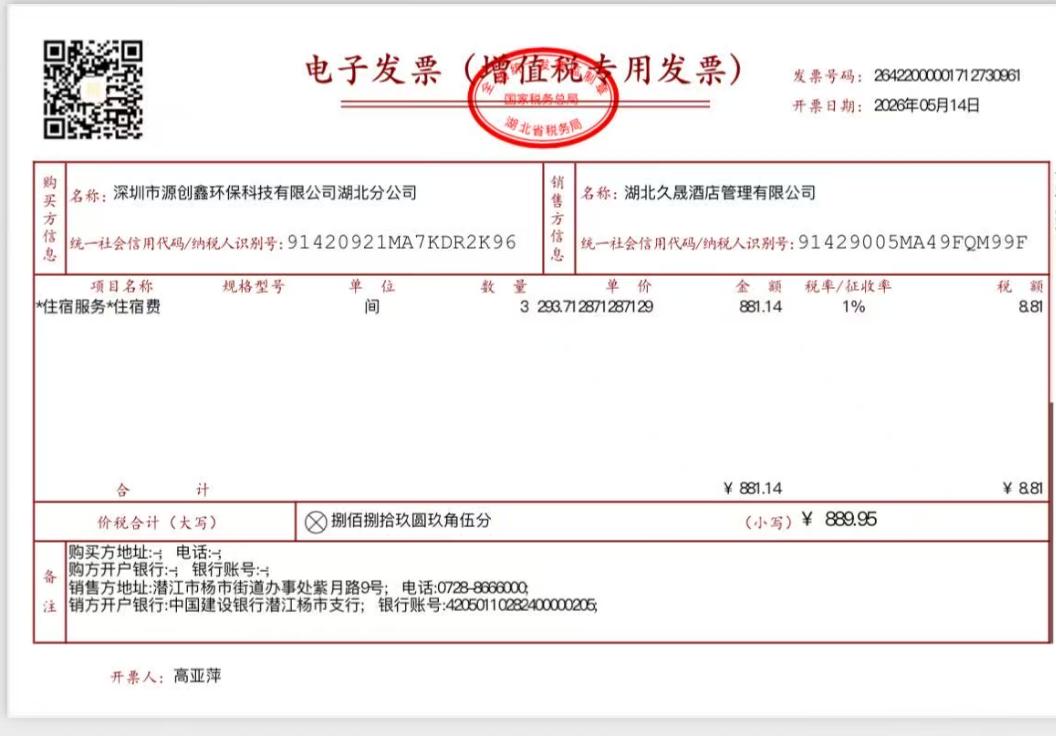 电子发票（增值税专用发票）
国家税务总局
湖北省税务局
发票号码：26422000001712730961
开票日期：2026年05月14日
购买方信息
名称：深圳市源创鑫环保科技有限公司湖北分公司
统一社会信用代码/纳税人识别号：91420921MA7KDR2K96
销售方信息
名称：湖北久晟酒店管理有限公司
统一社会信用代码/纳税人识别号：91429005MA49FQM99F
项目名称 规格型号 单位 数量 单价 金额 税率/征收率 税额
*住宿服务*住宿费 间 3 293.712871287129 881.14 1% 8.81
合计 ¥ 881.14 ¥ 8.81
价税合计（大写） 捌佰捌拾玖圆玖角伍分 （小写）¥ 889.95
备注
购买方地址:-; 电话:-;
购方开户银行:-; 银行账号:-;
销售方地址:潜江市杨市街道办事处紫月路9号; 电话:0728-8666000;
销方开户银行:中国建设银行潜江杨市支行; 银行账号:42050110282400000205;
开票人：高亚萍